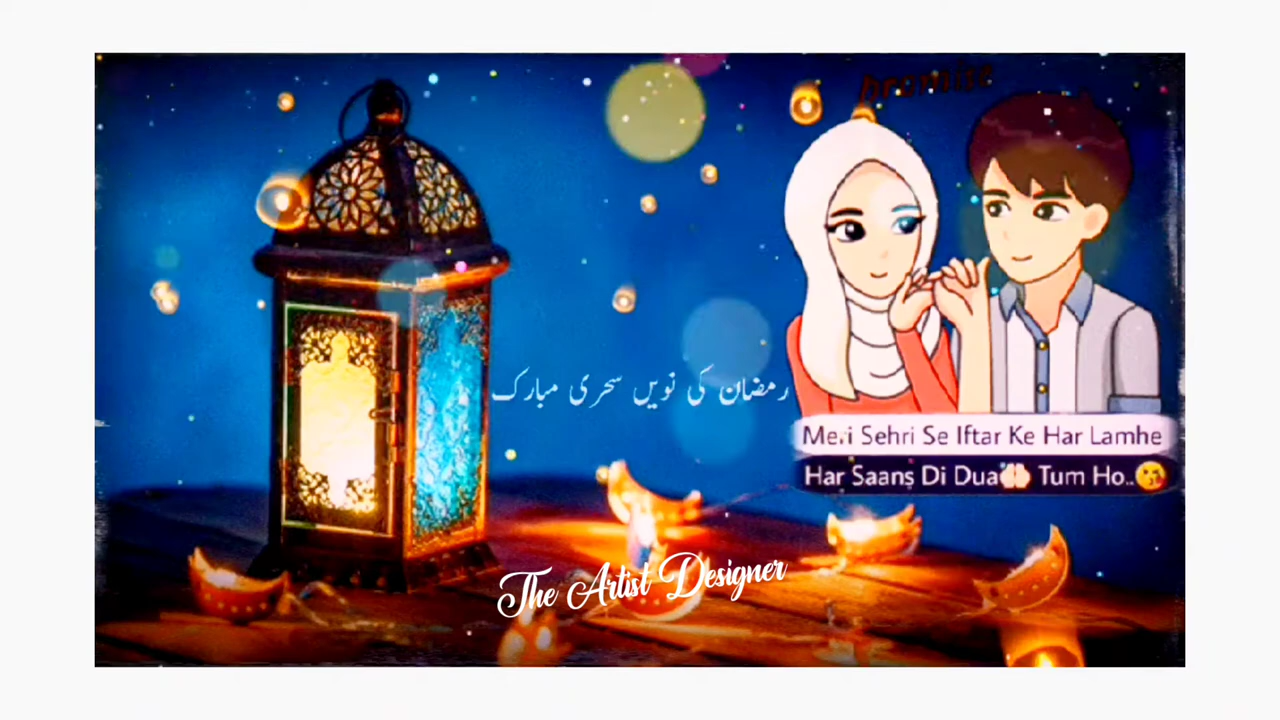 promise
رمضان کی نویں سحری مبارک
Meri Sehri Se Iftar Ke Har Lamhe
Har Saans Di Dua🤲 Tum Ho..😘
The Artist Designer